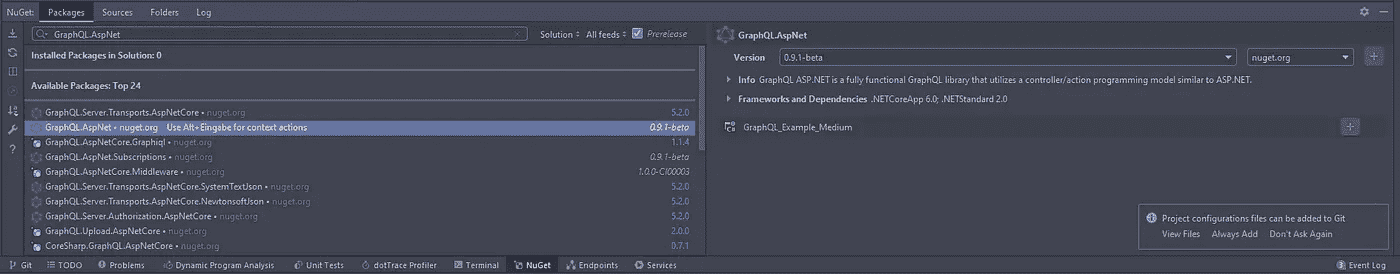 NuGet: Packages Sources Folders Log
GraphQL.AspNet Solution All feeds Prerelease
Installed Packages in Solution: 0
Available Packages: Top 24
GraphQL.Server.Transports.AspNetCore • nuget.org 5.2.0
GraphQL.AspNet • nuget.org Use Alt+Eingabe for context actions 0.9.1-beta
GraphQL.AspNetCore.Graphiql • nuget.org 1.1.4
GraphQL.AspNet.Subscriptions • nuget.org 0.9.1-beta
GraphQL.AspNetCore.Middleware • nuget.org 1.0.0-CI00003
GraphQL.Server.Transports.AspNetCore.SystemTextJson • nuget.org 5.2.0
GraphQL.Server.Transports.AspNetCore.NewtonsoftJson • nuget.org 5.2.0
GraphQL.Server.Authorization.AspNetCore • nuget.org 5.2.0
GraphQL.Upload.AspNetCore • nuget.org 2.0.0
CoreSharp.GraphQL.AspNetCore • nuget.org 0.7.1
GraphQL.AspNet
Version 0.9.1-beta nuget.org
Info GraphQL ASP.NET is a fully functional GraphQL library that utilizes a controller/action programming model similar to ASP.NET.
Frameworks and Dependencies .NETCoreApp 6.0; .NETStandard 2.0
GraphQL_Example_Medium
Project configurations files can be added to Git
View Files Always Add Don't Ask Again
Git TODO Problems Dynamic Program Analysis Unit Tests dotTrace Profiler Terminal NuGet Endpoints Services 3 Event Log